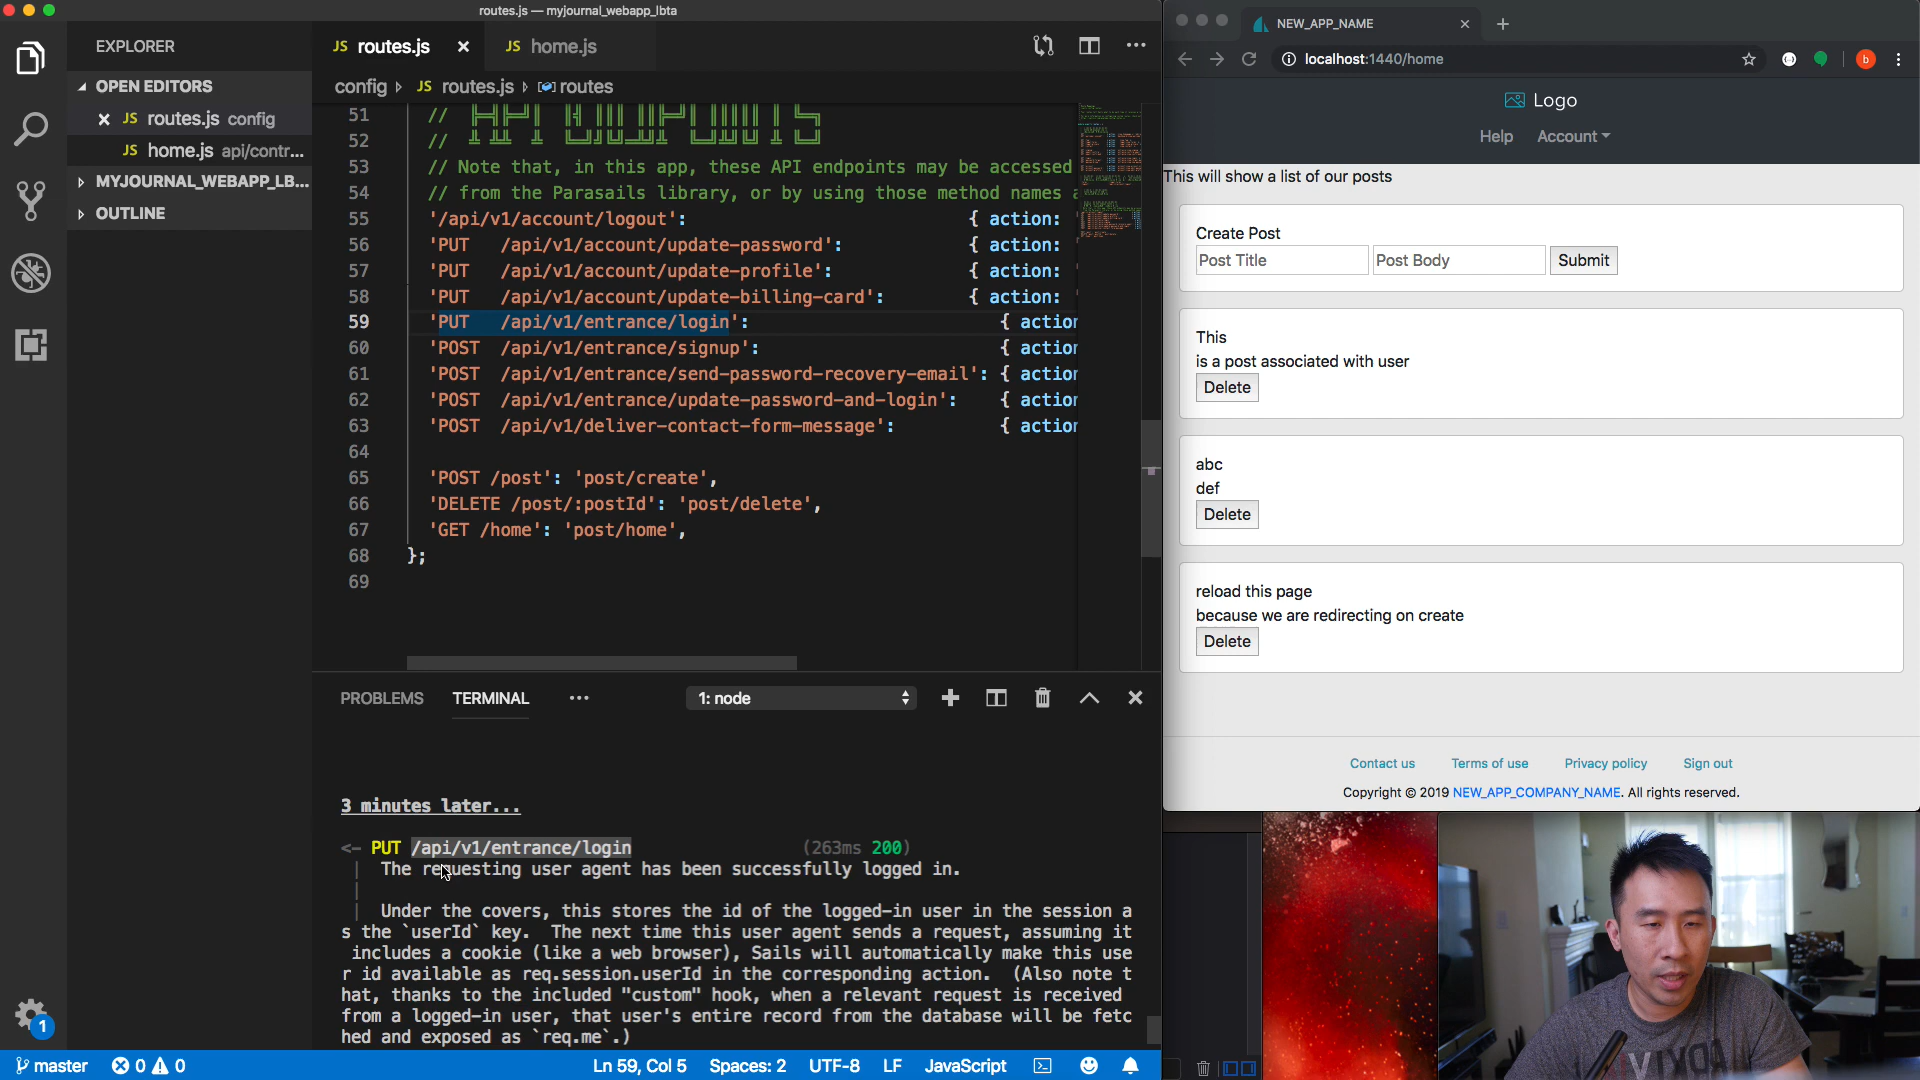 routes.js — myjournal_webapp_lbta
EXPLORER
OPEN EDITORS
JS routes.js config
JS home.js api/contr...
MYJOURNAL_WEBAPP_LB...
OUTLINE
1
JS routes.js
JS home.js
config JS routes.js routes
51 //
52 //
53 // Note that, in this app, these API endpoints may be accessed
54 // from the Parasails library, or by using those method names
55 '/api/v1/account/logout': { action:
56 'PUT /api/v1/account/update-password': { action:
57 'PUT /api/v1/account/update-profile': { action:
58 'PUT /api/v1/account/update-billing-card': { action:
59 'PUT /api/v1/entrance/login': { action
60 'POST /api/v1/entrance/signup': { action
61 'POST /api/v1/entrance/send-password-recovery-email': { action
62 'POST /api/v1/entrance/update-password-and-login': { action
63 'POST /api/v1/deliver-contact-form-message': { action
64
65 'POST /post': 'post/create',
66 'DELETE /post/:postId': 'post/delete',
67 'GET /home': 'post/home',
68 };
69
PROBLEMS TERMINAL ... 1: node
3 minutes later...
<- PUT /api/v1/entrance/login (263ms 200)
| The requesting user agent has been successfully logged in.
|
| Under the covers, this stores the id of the logged-in user in the session a
s the `userId` key. The next time this user agent sends a request, assuming it
includes a cookie (like a web browser), Sails will automatically make this use
r id available as req.session.userId in the corresponding action. (Also note t
hat, thanks to the included "custom" hook, when a relevant request is received
from a logged-in user, that user's entire record from the database will be fetc
hed and exposed as `req.me`.)
master 0 0 Ln 59, Col 5 Spaces: 2 UTF-8 LF JavaScript
NEW_APP_NAME
localhost:1440/home
b
Logo
Help Account
This will show a list of our posts
Create Post
Post Title Post Body Submit
This
is a post associated with user
Delete
abc
def
Delete
reload this page
because we are redirecting on create
Delete
Contact us Terms of use Privacy policy Sign out
Copyright © 2019 NEW_APP_COMPANY_NAME. All rights reserved.